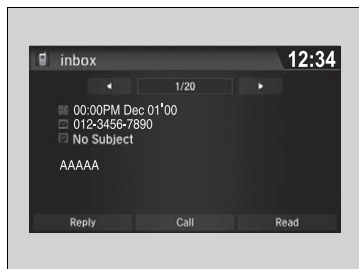 inbox 12:34
1/20
00:00PM Dec 01'00
012-3456-7890
No Subject
AAAAA
Reply Call Read